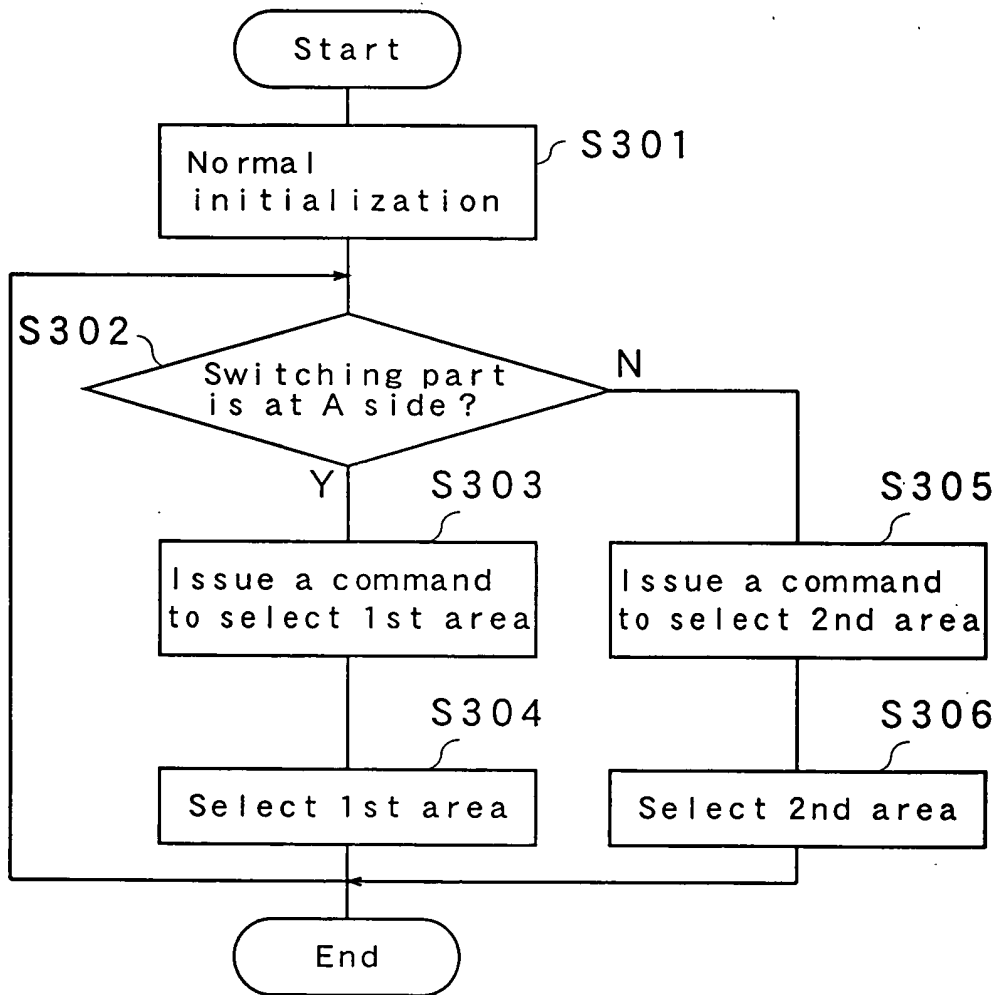 Start
S301
Normal
initialization
S302
Switching part
is at A side?
N
Y
S303
Issue a command
to select 1st area
S305
Issue a command
to select 2nd area
S304
Select 1st area
S306
Select 2nd area
End